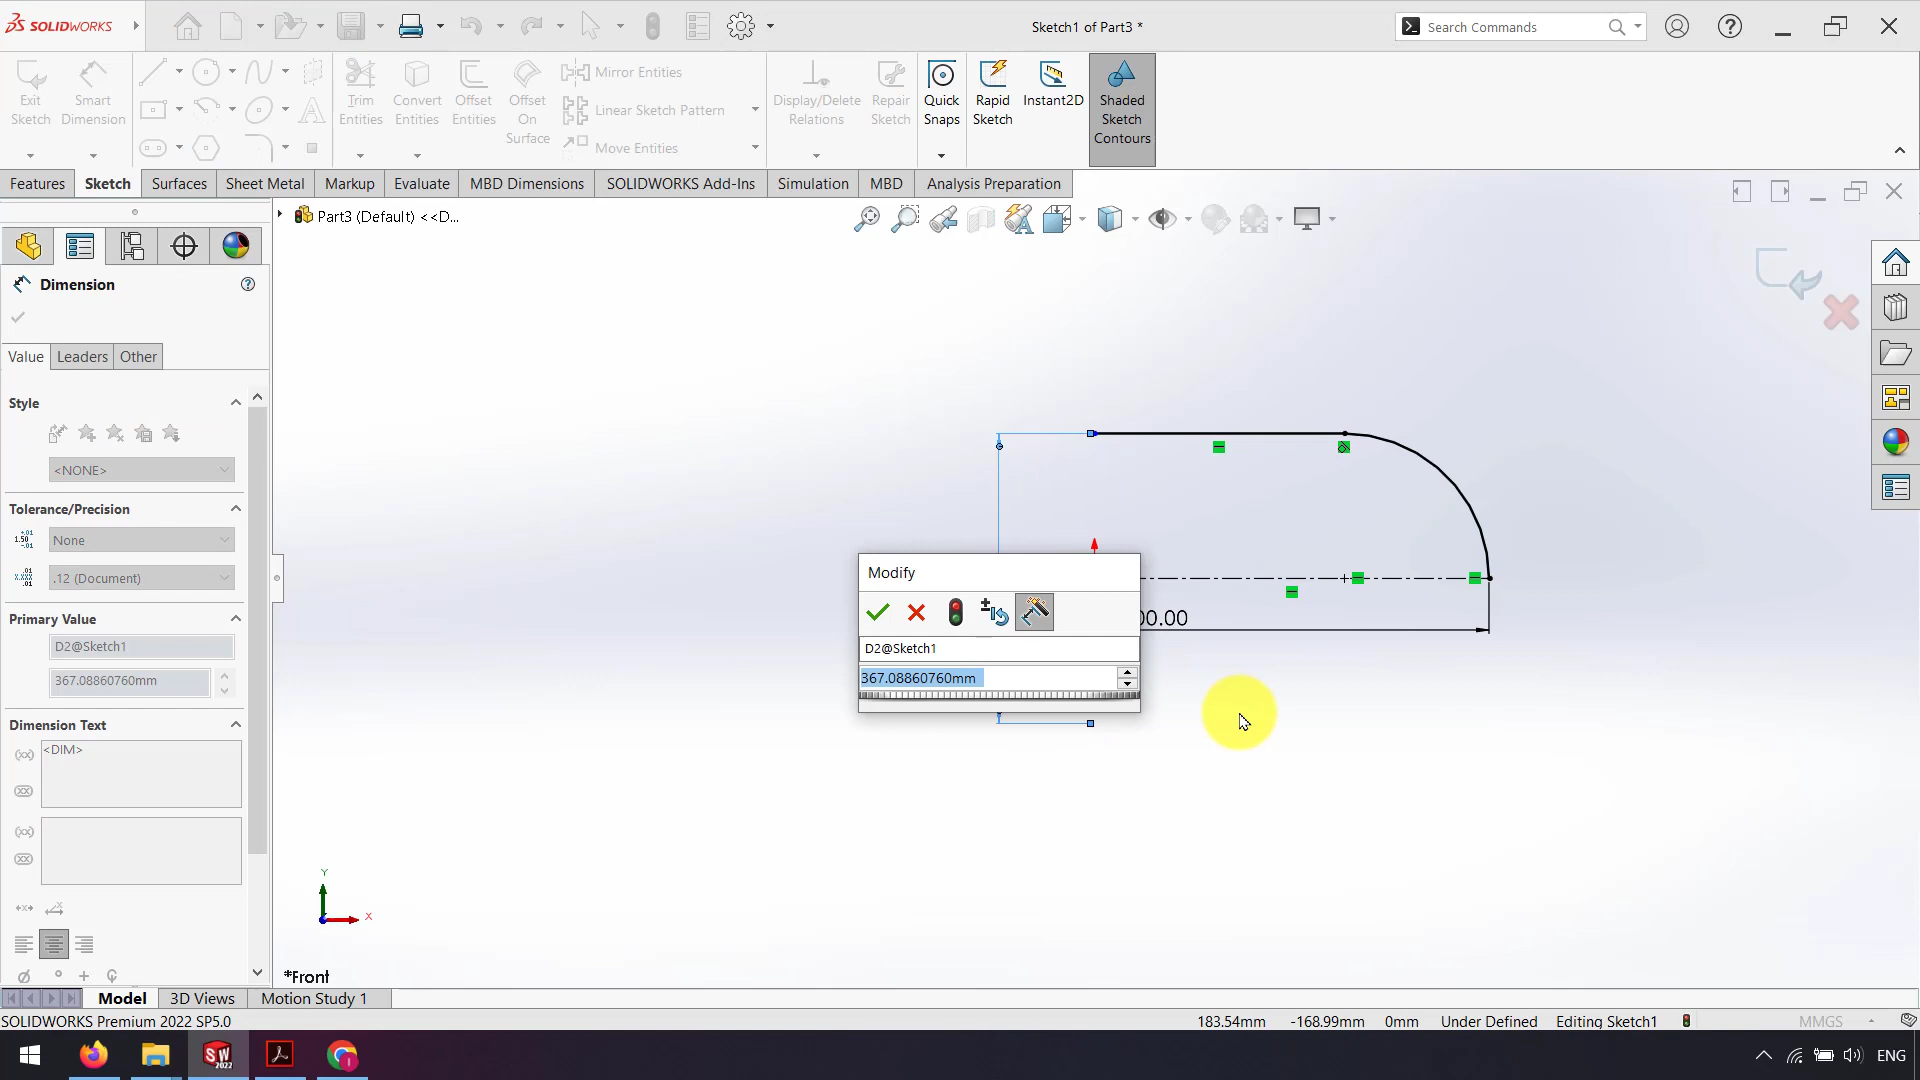 SOLIDWORKS
Sketch1 of Part3 *
Search Commands
Exit Sketch
Smart Dimension
Trim Entities
Convert Entities
Offset Entities
Offset On Surface
Mirror Entities
Linear Sketch Pattern
Move Entities
Display/Delete Relations
Repair Sketch
Quick Snaps
Rapid Sketch
Instant2D
Shaded Sketch Contours
Features
Sketch
Surfaces
Sheet Metal
Markup
Evaluate
MBD Dimensions
SOLIDWORKS Add-Ins
Simulation
MBD
Analysis Preparation
Part3 (Default) <<D...
Dimension
Value
Leaders
Other
Style
<NONE>
Tolerance/Precision
None
.12 (Document)
Primary Value
D2@Sketch1
367.08860760mm
Dimension Text
<DIM>
Modify
D2@Sketch1
367.08860760mm
00.00
Y
X
*Front
Model
3D Views
Motion Study 1
SOLIDWORKS Premium 2022 SP5.0
183.54mm
-168.99mm
0mm
Under Defined
Editing Sketch1
MMGS
SW 2022
ENG